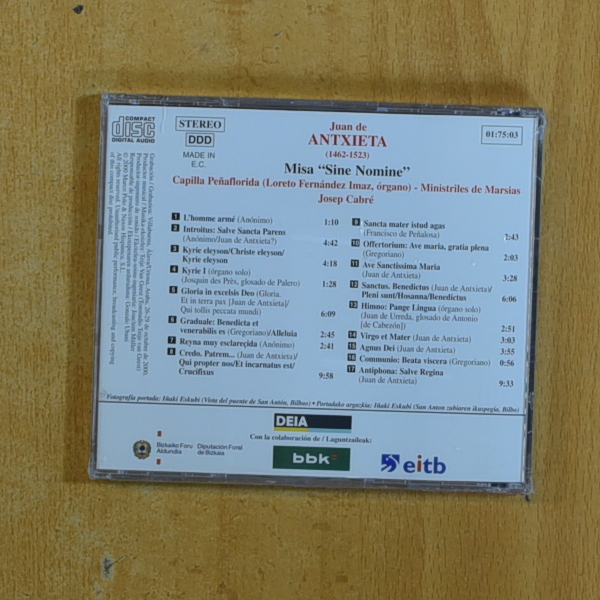 COMPACT
disc
DIGITAL AUDIO
STEREO
DDD
MADE IN
E.C.
Juan de
ANTXIETA
(1462-1523)
01:75:03
Misa “Sine Nomine”
Capilla Peñaflorida (Loreto Fernández Imaz, órgano) - Ministriles de Marsias
Josep Cabré
1 L'homme armé (Anónimo) 1:10
2 Introitus: Salve Sancta Parens
(Anónimo/Juan de Antxieta?) 4:42
3 Kyrie eleyson/Christe eleyson/
Kyrie eleyson 4:18
4 Kyrie I (órgano solo)
(Josquin des Près, glosado de Palero) 1:28
5 Gloria in excelsis Deo (Gloria.
Et in terra pax [Juan de Antxieta]/
Qui tollis peccata mundi) 6:09
6 Graduale: Benedicta et
venerabilis es (Gregoriano)/Alleluia 2:45
7 Reyna muy esclareçida (Anónimo) 2:41
8 Credo. Patrem... (Juan de Antxieta)/
Qui propter nos/Et incarnatus est/
Crucifixus 9:58
9 Sancta mater istud agas
(Francisco de Peñalosa) 2:43
10 Offertorium: Ave maria, gratia plena
(Gregoriano) 2:03
11 Ave Sanctissima Maria
(Juan de Antxieta) 3:28
12 Sanctus. Benedictus (Juan de Antxieta)/
Pleni sunt/Hosanna/Benedictus 6:06
13 Himno: Pange Lingua (órgano solo)
(Juan de Urreda, glosado de Antonio
[de Cabezón]) 2:51
14 Virgo et Mater (Juan de Antxieta) 3:03
15 Agnus Dei (Juan de Antxieta) 3:55
16 Communio: Beata viscera (Gregoriano) 0:56
17 Antiphona: Salve Regina
(Juan de Antxieta) 9:33
Fotografía portada: Iñaki Eskubi (Vista del puente de San Antón, Bilbao) • Portadako argazkia: Iñaki Eskubi (San Anton zubiaren ikuspegia, Bilbo)
DEIA
Con la colaboración de / Laguntzaileak:
Bizkaiko Foru
Aldundia
Diputación Foral
de Bizkaia
bbk
eitb